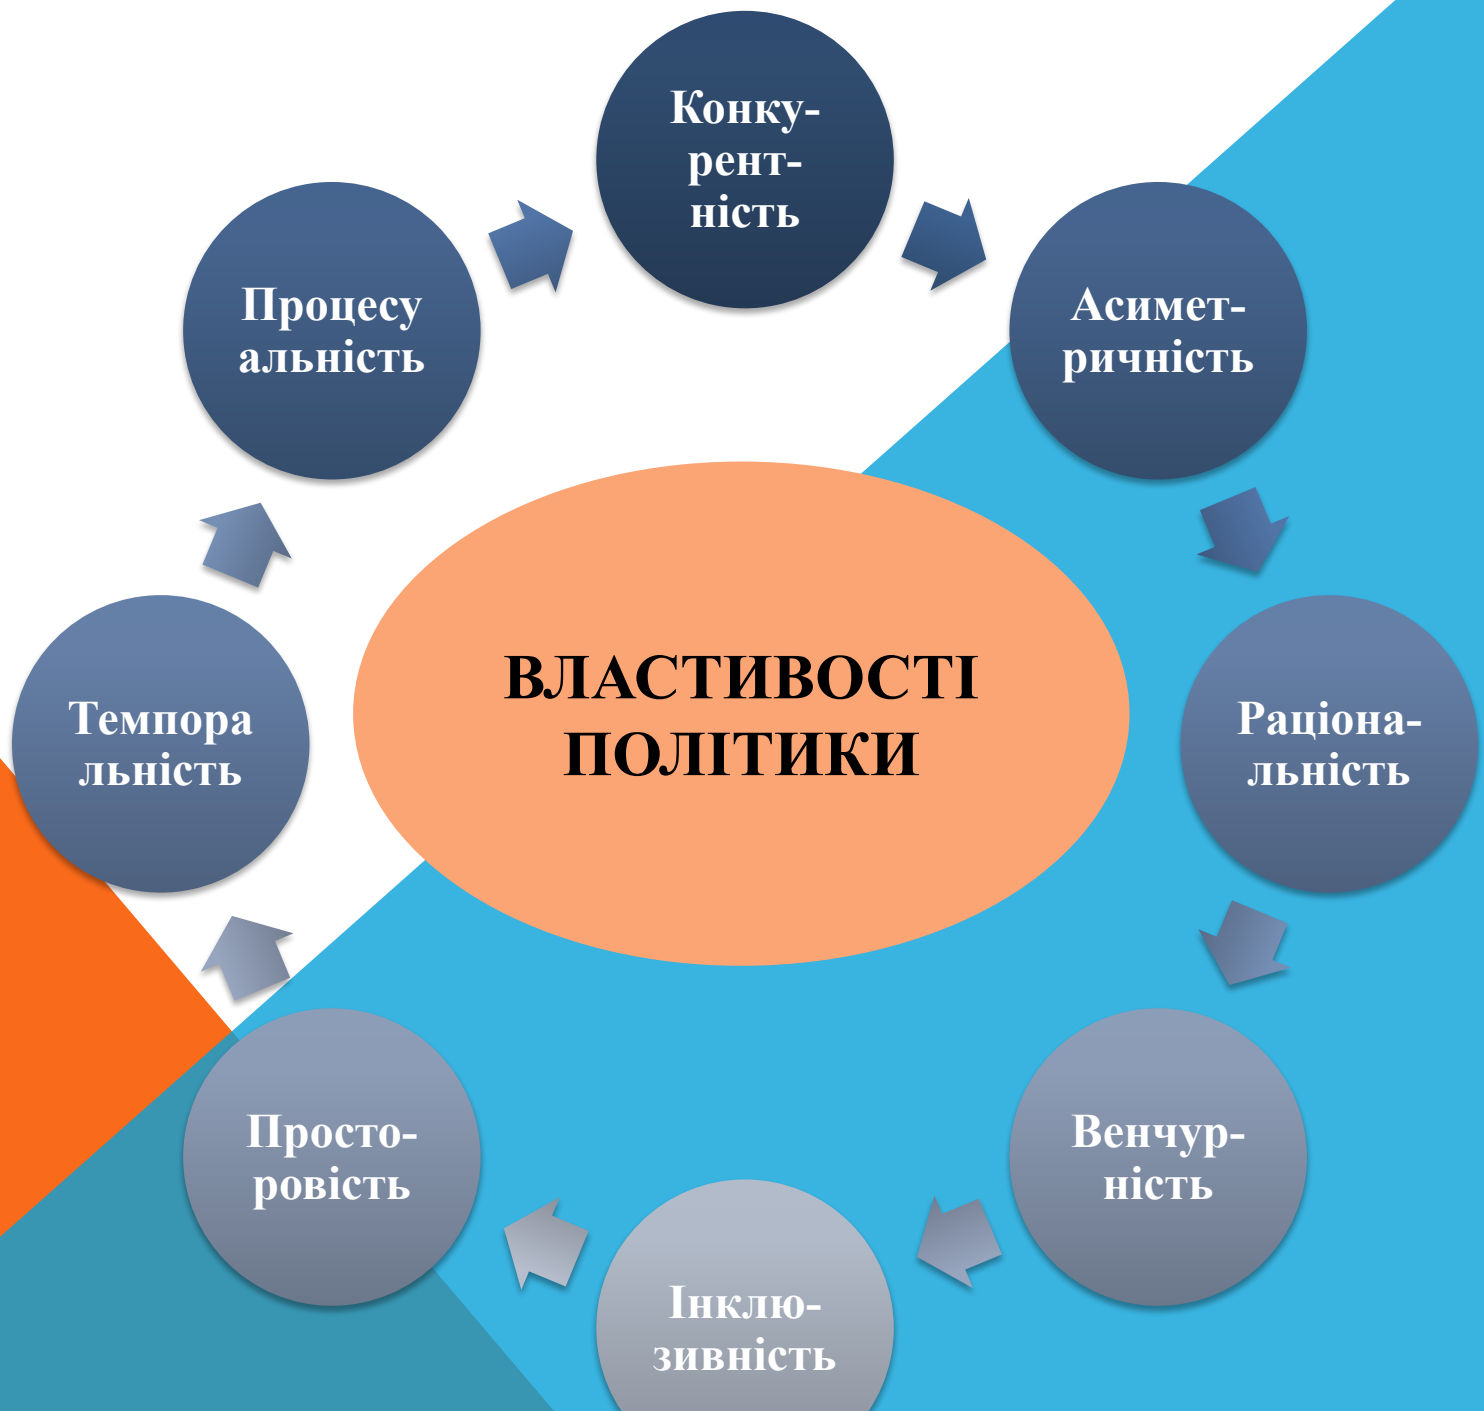 Конку-
рент-
ність
Асимет-
ричність
Раціона-
льність
Венчур-
ність
Інклю-
зивність
Просто-
ровість
Темпора
льність
Процесу
альність
ВЛАСТИВОСТІ
ПОЛІТИКИ